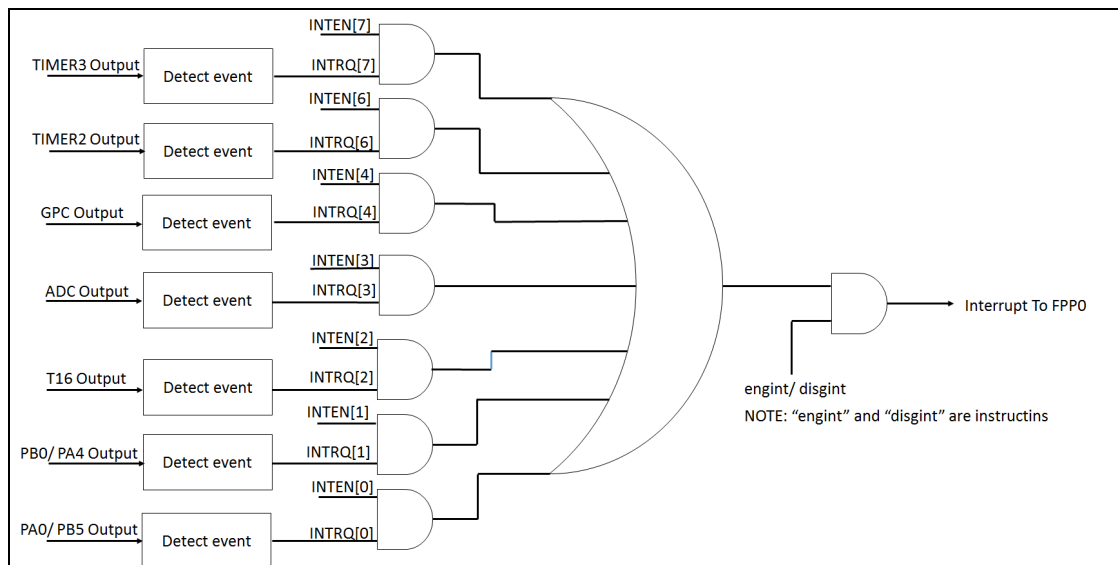 INTEN[7]
TIMER3 Output
Detect event
INTRQ[7]
INTEN[6]
TIMER2 Output
Detect event
INTRQ[6]
INTEN[4]
GPC Output
Detect event
INTRQ[4]
INTEN[3]
ADC Output
Detect event
INTRQ[3]
Interrupt To FPP0
INTEN[2]
T16 Output
Detect event
INTRQ[2]
engint/ disgint
NOTE: “engint” and “disgint” are instructins
INTEN[1]
PB0/ PA4 Output
Detect event
INTRQ[1]
INTEN[0]
PA0/ PB5 Output
Detect event
INTRQ[0]